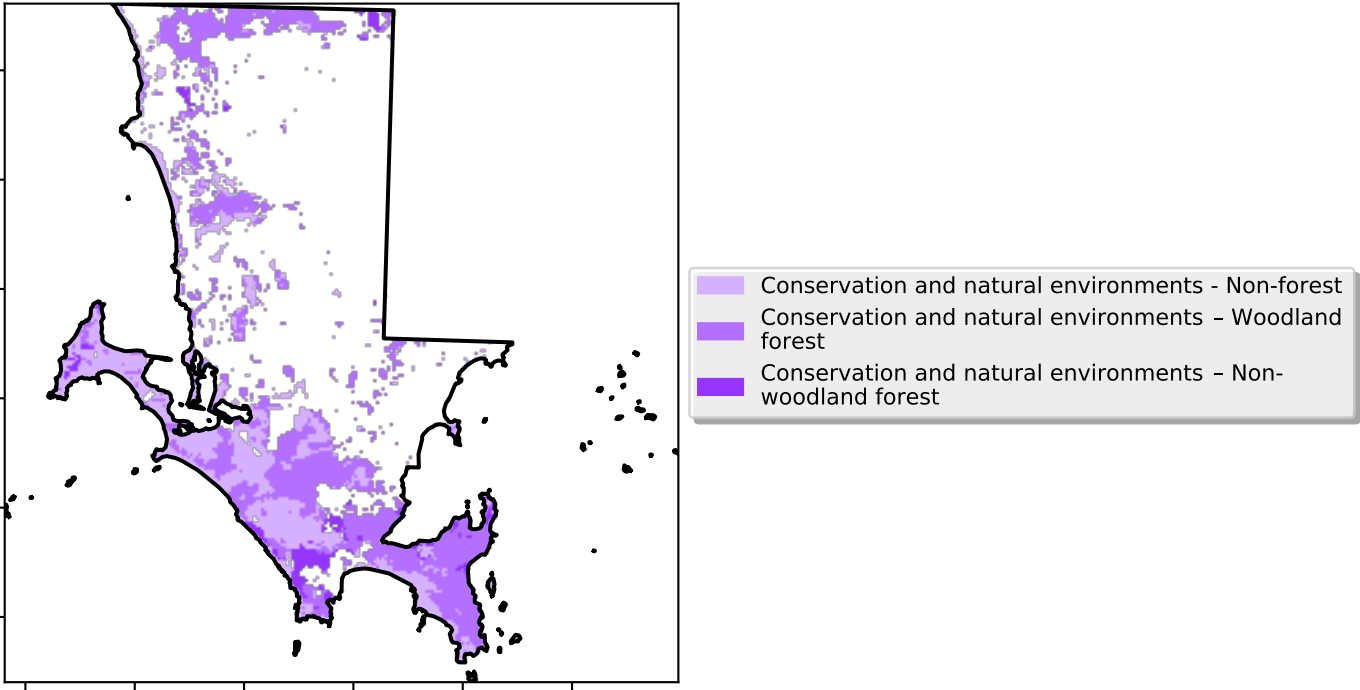 Conservation and natural environments - Non-forest
Conservation and natural environments – Woodland
forest
Conservation and natural environments – Non-
woodland forest